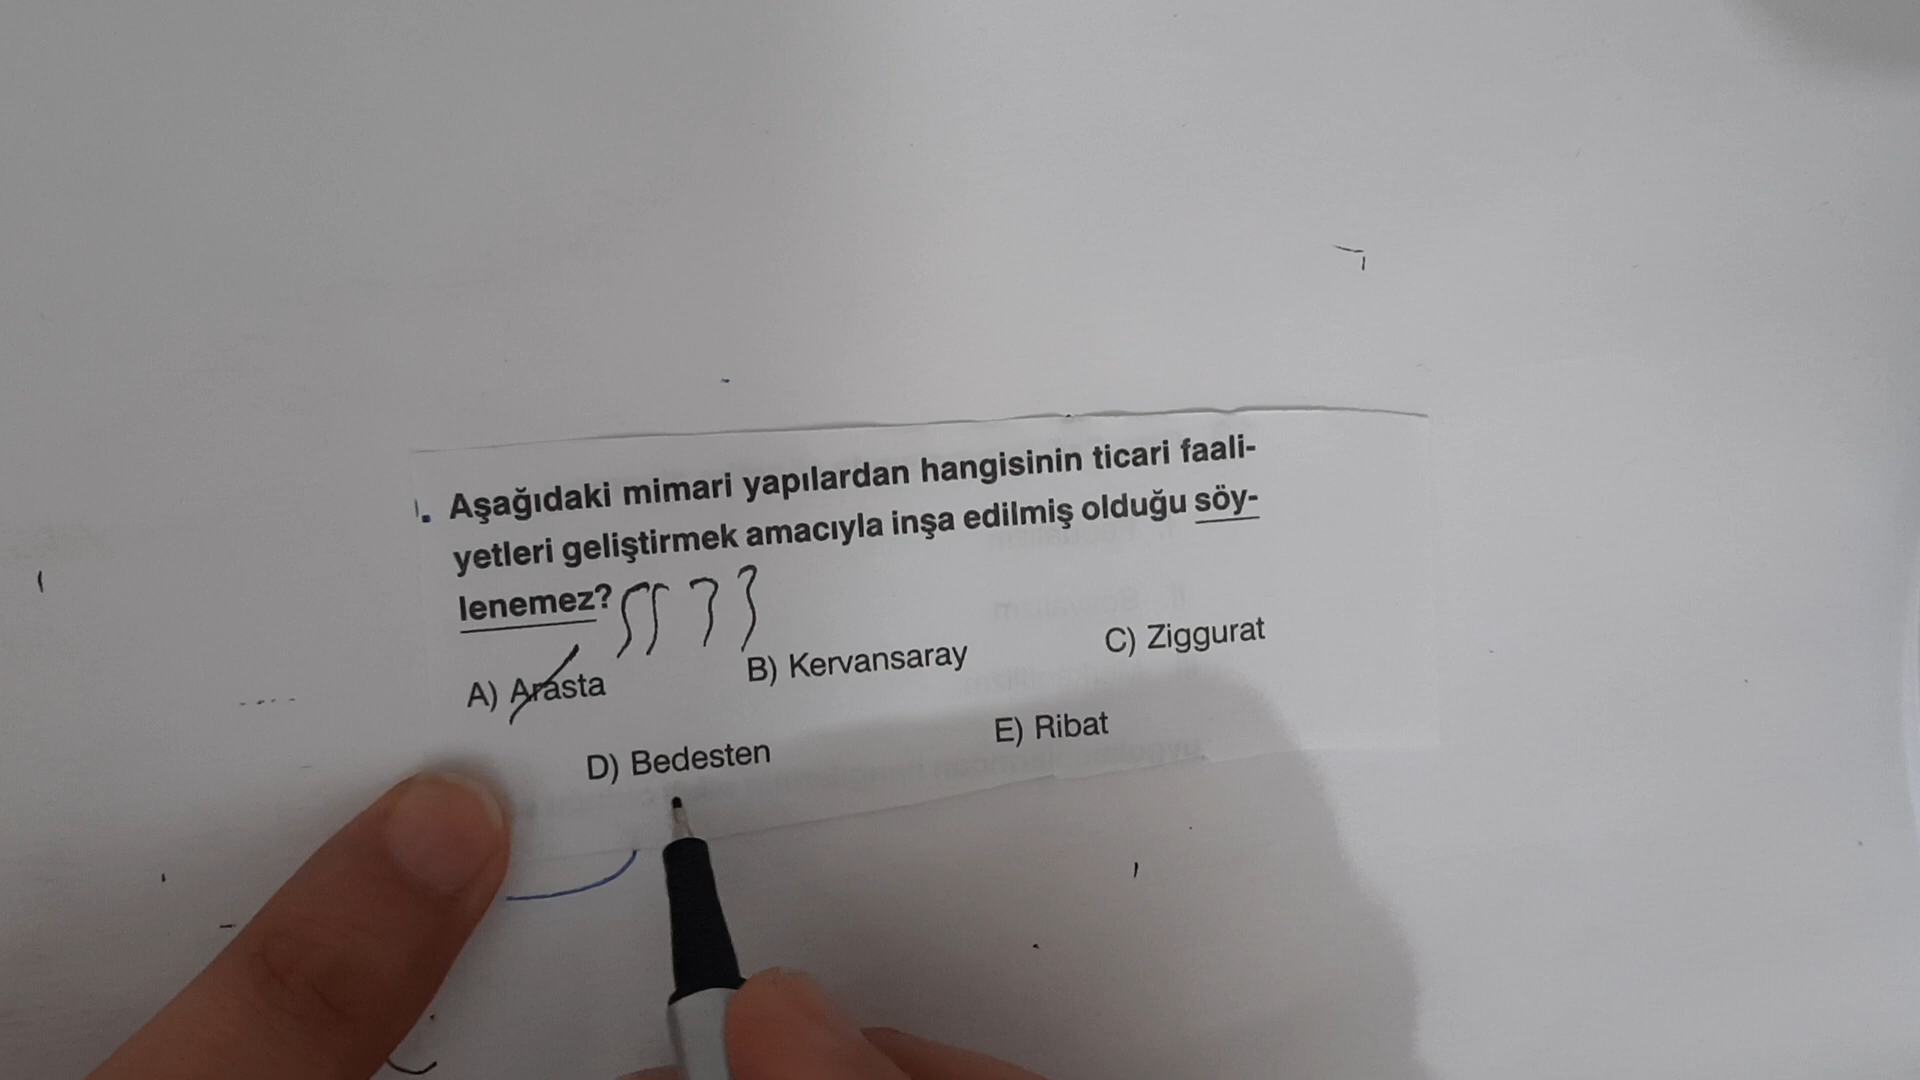 1. Aşağıdaki mimari yapılardan hangisinin ticari faali-
yetleri geliştirmek amacıyla inşa edilmiş olduğu söy-
lenemez?
A) Arasta B) Kervansaray C) Ziggurat
D) Bedesten E) Ribat